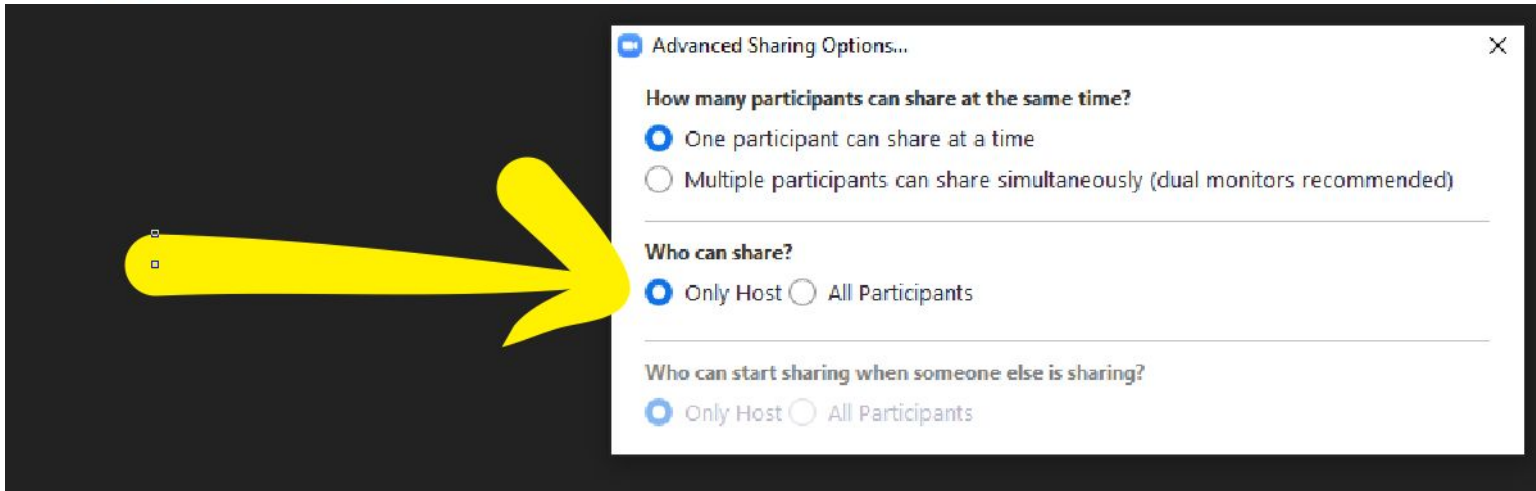 Advanced Sharing Options...
How many participants can share at the same time?
One participant can share at a time
Multiple participants can share simultaneously (dual monitors recommended)
Who can share?
Only Host All Participants
Who can start sharing when someone else is sharing?
Only Host All Participants